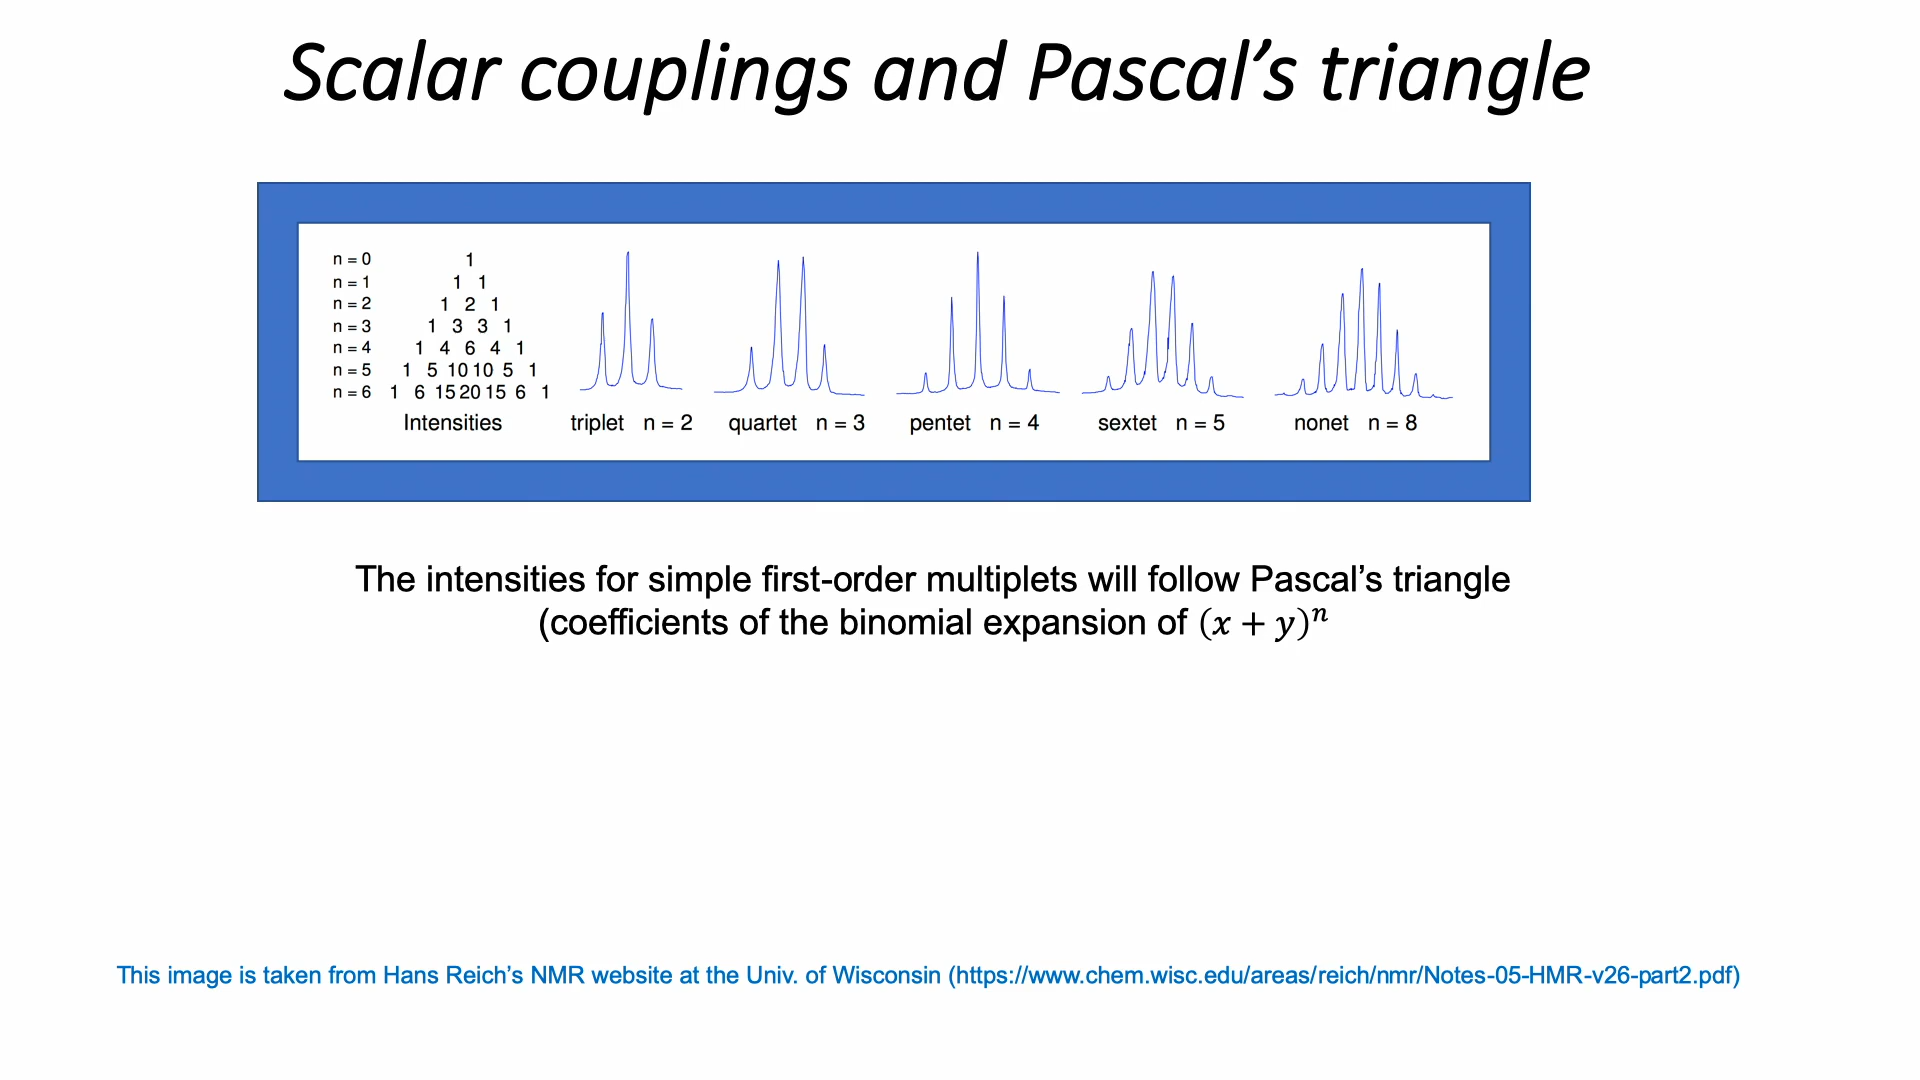 Scalar couplings and Pascal’s triangle
n = 0 1
n = 1 1 1
n = 2 1 2 1
n = 3 1 3 3 1
n = 4 1 4 6 4 1
n = 5 1 5 10 10 5 1
n = 6 1 6 15 20 15 6 1
Intensities triplet n = 2 quartet n = 3 pentet n = 4 sextet n = 5 nonet n = 8
The intensities for simple first-order multiplets will follow Pascal’s triangle
(coefficients of the binomial expansion of (𝑥 + 𝑦)ⁿ
This image is taken from Hans Reich’s NMR website at the Univ. of Wisconsin (https://www.chem.wisc.edu/areas/reich/nmr/Notes-05-HMR-v26-part2.pdf)